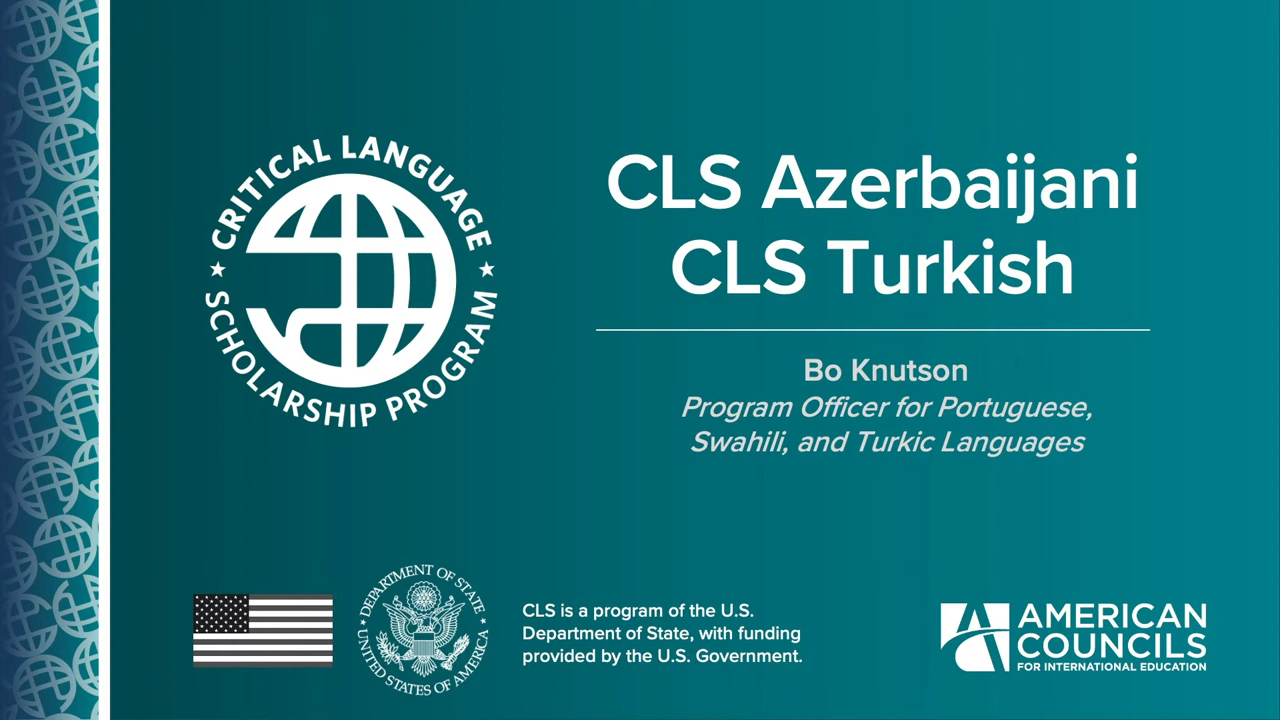 CRITICAL LANGUAGE
SCHOLARSHIP PROGRAM
CLS Azerbaijani
CLS Turkish
Bo Knutson
Program Officer for Portuguese,
Swahili, and Turkic Languages
DEPARTMENT OF STATE
UNITED STATES OF AMERICA
CLS is a program of the U.S.
Department of State, with funding
provided by the U.S. Government.
AMERICAN
COUNCILS
FOR INTERNATIONAL EDUCATION